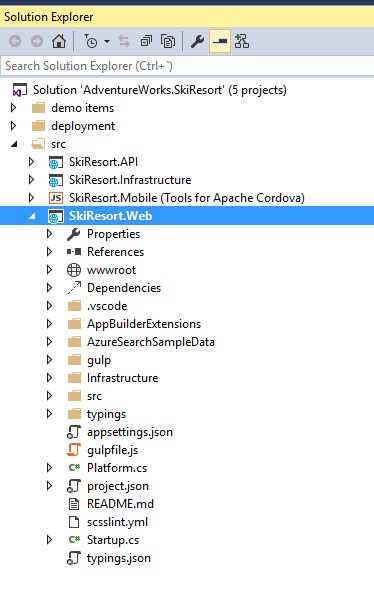 Solution Explorer
Search Solution Explorer (Ctrl+`)
Solution 'AdventureWorks.SkiResort' (5 projects)
demo items
deployment
src
SkiResort.API
SkiResort.Infrastructure
JS SkiResort.Mobile (Tools for Apache Cordova)
SkiResort.Web
Properties
References
wwwroot
Dependencies
.vscode
AppBuilderExtensions
AzureSearchSampleData
gulp
Infrastructure
src
typings
appsettings.json
gulpfile.js
C# Platform.cs
project.json
README.md
scsslint.yml
C# Startup.cs
typings.json